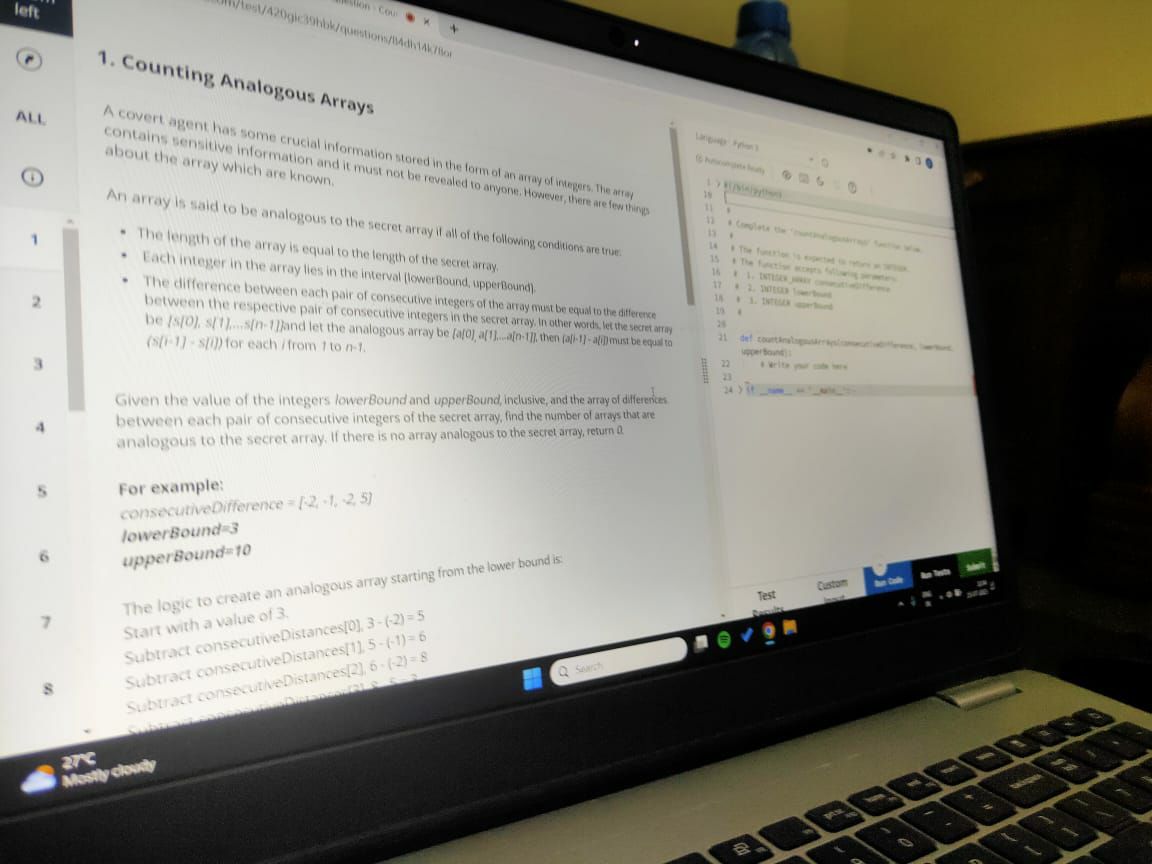 left
ALL
1
2
3
4
5
6
7
8
1. Counting Analogous Arrays
A covert agent has some crucial information stored in the form of an array of integers. The array
contains sensitive information and it must not be revealed to anyone. However, there are few things
about the array which are known.
An array is said to be analogous to the secret array if all of the following conditions are true:
• The length of the array is equal to the length of the secret array.
• Each integer in the array lies in the interval [lowerBound, upperBound].
• The difference between each pair of consecutive integers of the array must be equal to the difference
between the respective pair of consecutive integers in the secret array. In other words, let the secret array
be [s[0], s[1],...s[n-1]]and let the analogous array be [a[0], a[1],...a[n-1]], then (a[i-1] - a[i])must be equal to
(s[i-1] - s[i]) for each i from 1 to n-1.
Given the value of the integers lowerBound and upperBound, inclusive, and the array of differences
between each pair of consecutive integers of the secret array, find the number of arrays that are
analogous to the secret array. If there is no array analogous to the secret array, return 0.
For example:
consecutiveDifference = [-2, -1, -2, 5]
lowerBound=3
upperBound=10
The logic to create an analogous array starting from the lower bound is:
Start with a value of 3.
Subtract consecutiveDistances[0], 3 - (-2) = 5
Subtract consecutiveDistances[1], 5 - (-1) = 6
Subtract consecutiveDistances[2], 6 - (-2) = 8
Language Python 3
Autocomplete Ready
1 #!/bin/python3
10
11 #
12 # Complete the 'countAnalogousArrays' function below.
13 #
14 # The function is expected to return an INTEGER.
15 # The function accepts following parameters:
16 # 1. INTEGER_ARRAY consecutiveDifference
17 # 2. INTEGER lowerBound
18 # 3. INTEGER upperBound
19 #
20
21 def countAnalogousArrays(consecutiveDifference, lowerBound,
upperBound):
22 # Write your code here
23
24 if __name__ == '__main__':
Test
Results
Custom
Run Code
Run Tests
Submit
Search
27°C
Mostly cloudy